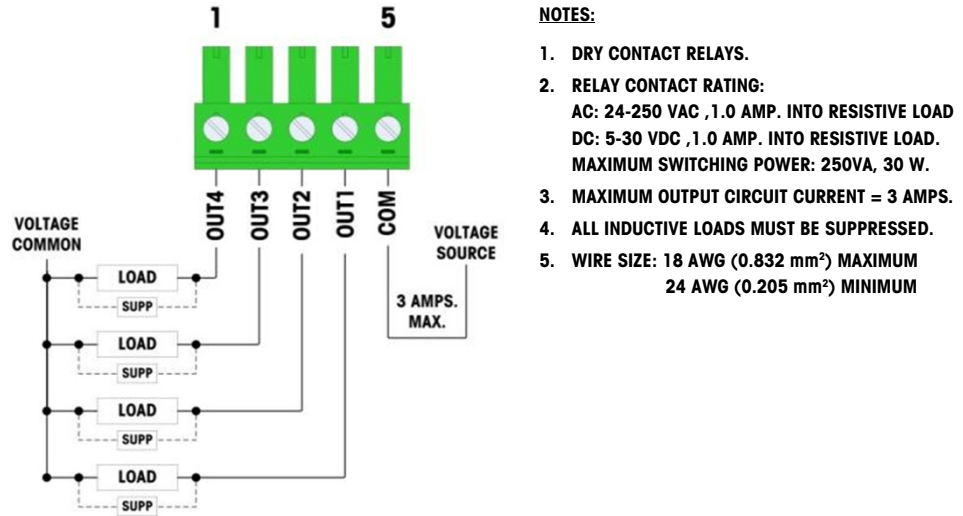 1
5
OUT4
OUT3
OUT2
OUT1
COM
VOLTAGE
COMMON
VOLTAGE
SOURCE
3 AMPS.
MAX.
LOAD
SUPP
LOAD
SUPP
LOAD
SUPP
LOAD
SUPP
NOTES:
1. DRY CONTACT RELAYS.
2. RELAY CONTACT RATING:
AC: 24-250 VAC ,1.0 AMP. INTO RESISTIVE LOAD
DC: 5-30 VDC ,1.0 AMP. INTO RESISTIVE LOAD.
MAXIMUM SWITCHING POWER: 250VA, 30 W.
3. MAXIMUM OUTPUT CIRCUIT CURRENT = 3 AMPS.
4. ALL INDUCTIVE LOADS MUST BE SUPPRESSED.
5. WIRE SIZE: 18 AWG (0.832 mm²) MAXIMUM
24 AWG (0.205 mm²) MINIMUM